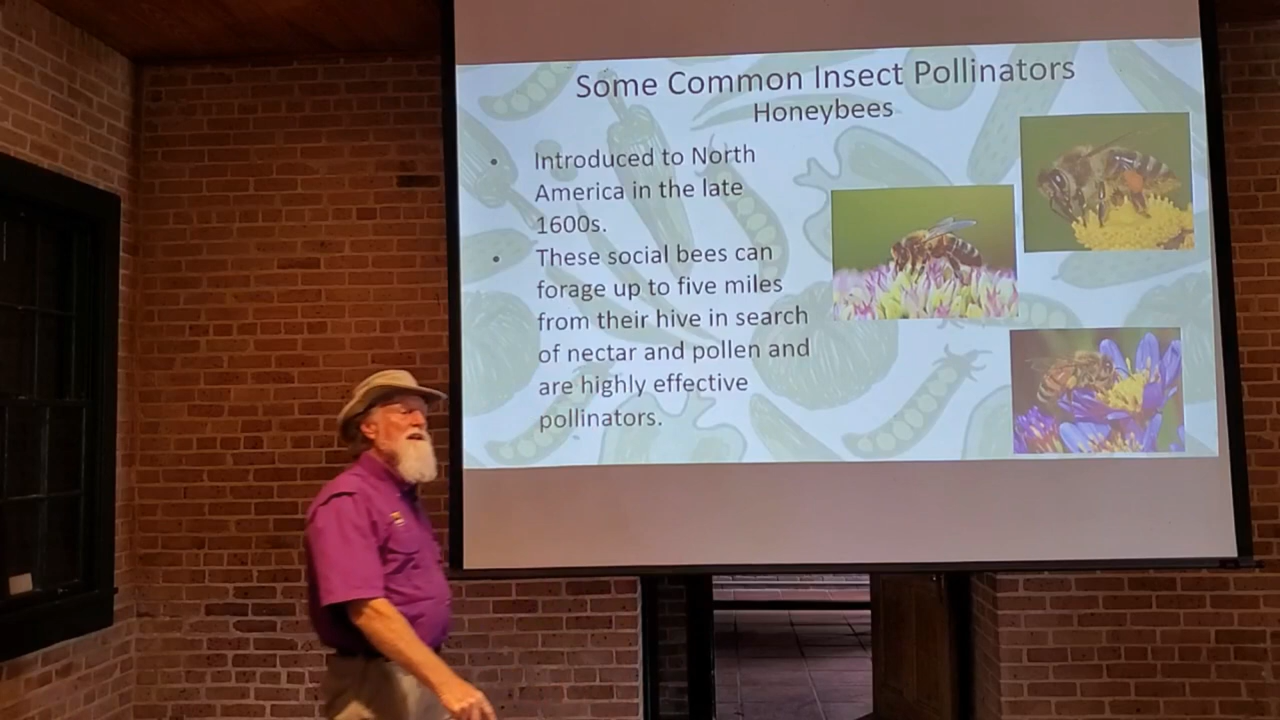 Some Common Insect Pollinators
Honeybees
• Introduced to North
America in the late
1600s.
• These social bees can
forage up to five miles
from their hive in search
of nectar and pollen and
are highly effective
pollinators.